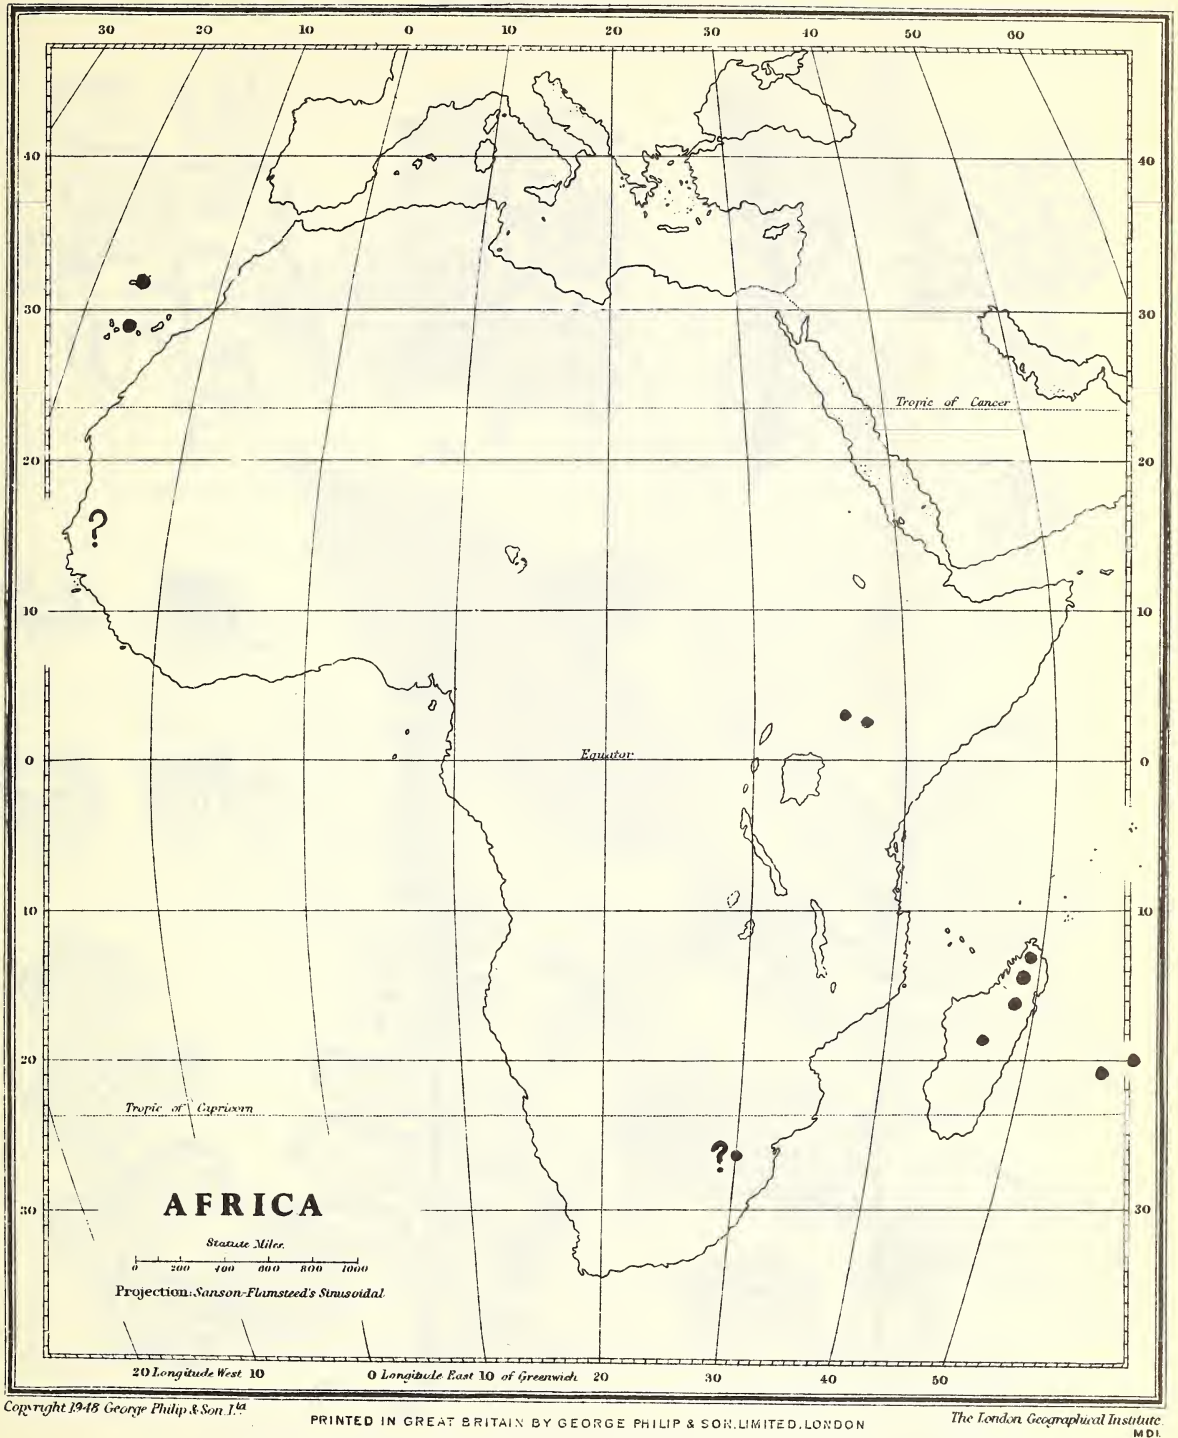 30 20 10 0 10 20 30 40 50 60
40 40
30 30
Tropic of Cancer
20 20
?
10 10
Equator
0 0
10 10
20 20
Tropic of Capricorn
?
AFRICA
30 30
Statute Miles.
0 200 400 600 800 1000
Projection: Sanson-Flamsteed's Sinusoidal
20 Longitude West 10 0 Longitude East 10 of Greenwich 20 30 40 50
Copyright 1948 George Philip & Son Ltd
PRINTED IN GREAT BRITAIN BY GEORGE PHILIP & SON, LIMITED, LONDON
The London Geographical Institute.
M D I.